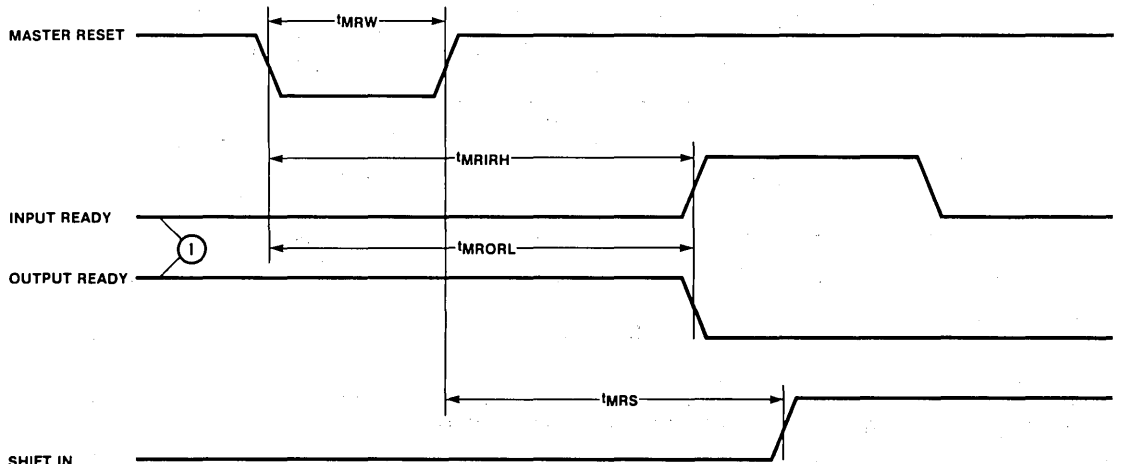 tMRW
MASTER RESET
tMRIRH
INPUT READY
1
tMRORL
OUTPUT READY
tMRS
SHIFT IN